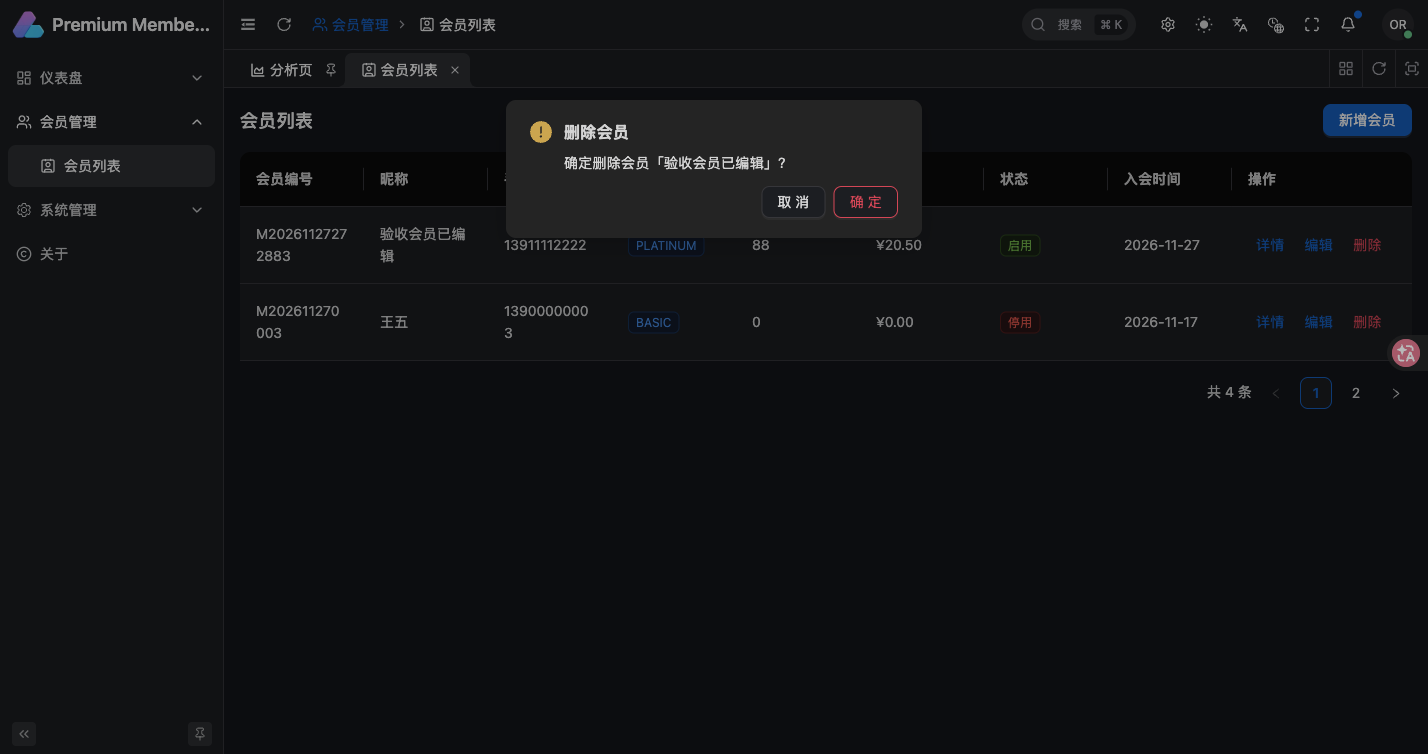 Premium Membe...
会员管理
会员列表
搜索
⌘ K
OR
仪表盘
会员管理
会员列表
系统管理
关于
分析页
会员列表
会员列表
新增会员
删除会员
确定删除会员「验收会员已编辑」?
取 消
确 定
会员编号
昵称
状态
入会时间
操作
M2026112727
2883
验收会员已编
辑
13911112222
PLATINUM
88
¥20.50
启用
2026-11-27
详情
编辑
删除
M202611270
003
王五
1390000000
3
BASIC
0
¥0.00
停用
2026-11-17
详情
编辑
删除
共 4 条
1
2